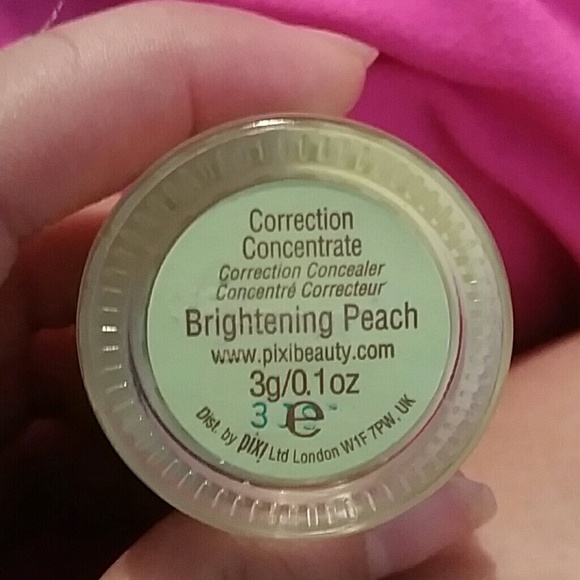 Correction
Concentrate
Correction Concealer
Concentré Correcteur
Brightening Peach
www.pixibeauty.com
3g/0.1oz
3 e
Dist. by pixi Ltd London W1F 7PW, UK